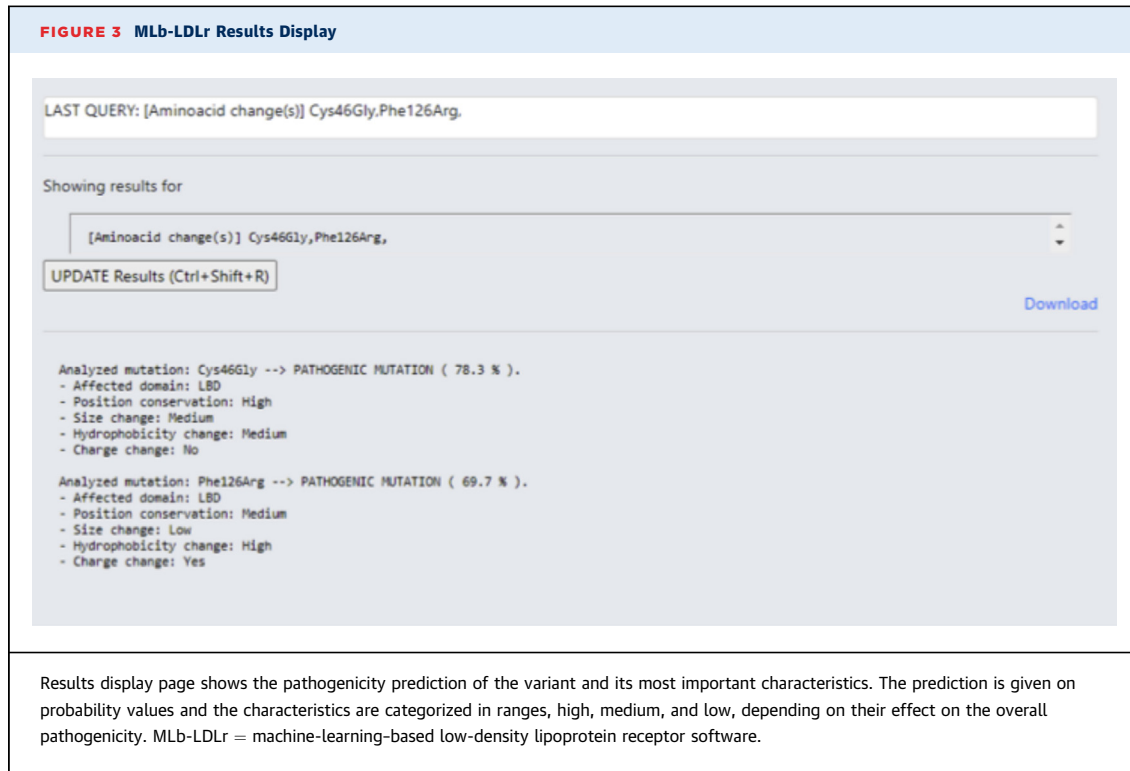 FIGURE 3 MLb-LDLr Results Display
LAST QUERY: [Aminoacid change(s)] Cys46Gly,Phe126Arg,
Showing results for
[Aminoacid change(s)] Cys46Gly,Phe126Arg,
UPDATE Results (Ctrl+Shift+R)
Download
Analyzed mutation: Cys46Gly --> PATHOGENIC MUTATION ( 78.3 % ).
- Affected domain: LBD
- Position conservation: High
- Size change: Medium
- Hydrophobicity change: Medium
- Charge change: No
Analyzed mutation: Phe126Arg --> PATHOGENIC MUTATION ( 69.7 % ).
- Affected domain: LBD
- Position conservation: Medium
- Size change: Low
- Hydrophobicity change: High
- Charge change: Yes
Results display page shows the pathogenicity prediction of the variant and its most important characteristics. The prediction is given on
probability values and the characteristics are categorized in ranges, high, medium, and low, depending on their effect on the overall
pathogenicity. MLb-LDLr = machine-learning–based low-density lipoprotein receptor software.